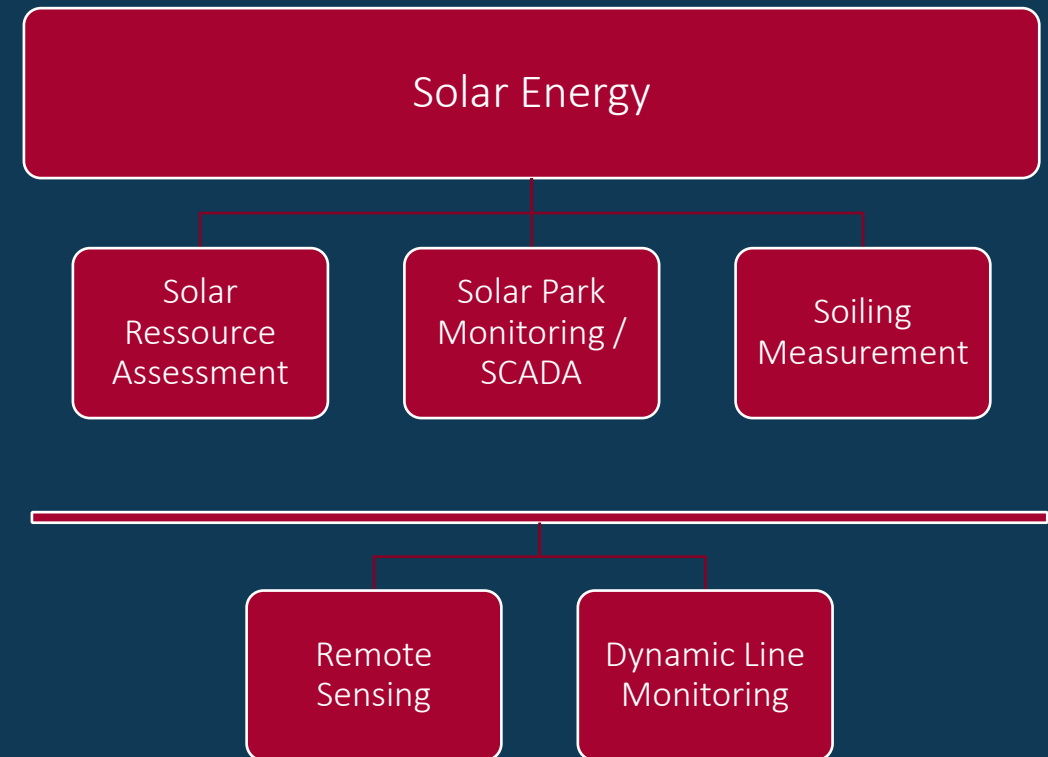 Solar Energy
Solar
Ressource
Assessment
Solar Park
Monitoring /
SCADA
Soiling
Measurement
Remote
Sensing
Dynamic Line
Monitoring